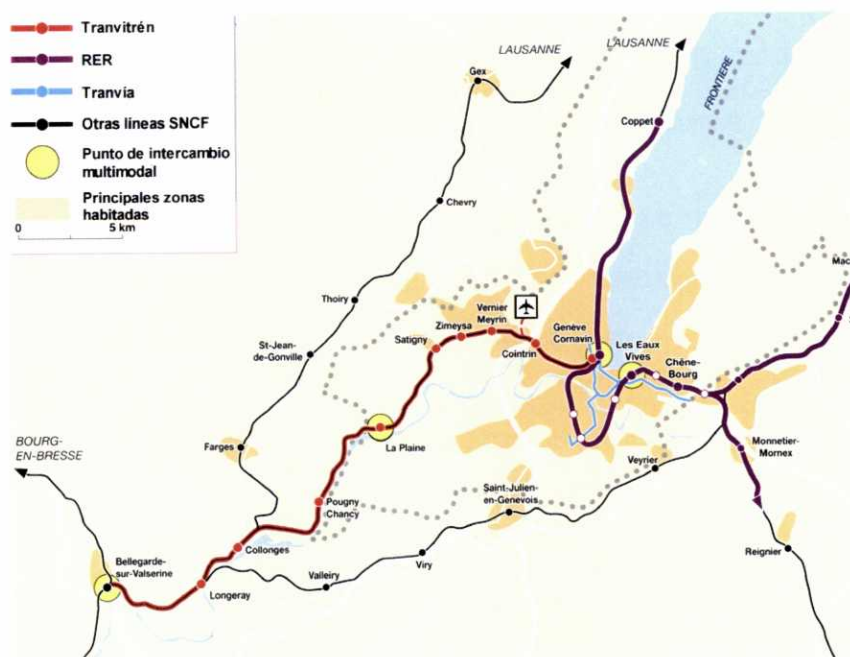 Tranvitrén
RER
Tranvia
Otras líneas SNCF
Punto de intercambio
multimodal
Principales zonas
habitadas
0 5 km
LAUSANNE
LAUSANNE
FRONTIÈRE
Gex
Coppet
Chevry
Thoiry
St-Jean-
de-Gonville
Farges
BOURG-
EN-BRESSE
Satigny
Zimeysa
Vernier
Meyrin
Cointrin
Genève
Cornavin
Les Eaux
Vives
Chêne-
Bourg
Monnetier-
Mornex
La Plaine
Pougny
Chancy
Collonges
Longeray
Bellegarde-
sur-Valserine
Valleiry
Viry
Saint-Julien-
en-Genevois
Veyrier
Reignier